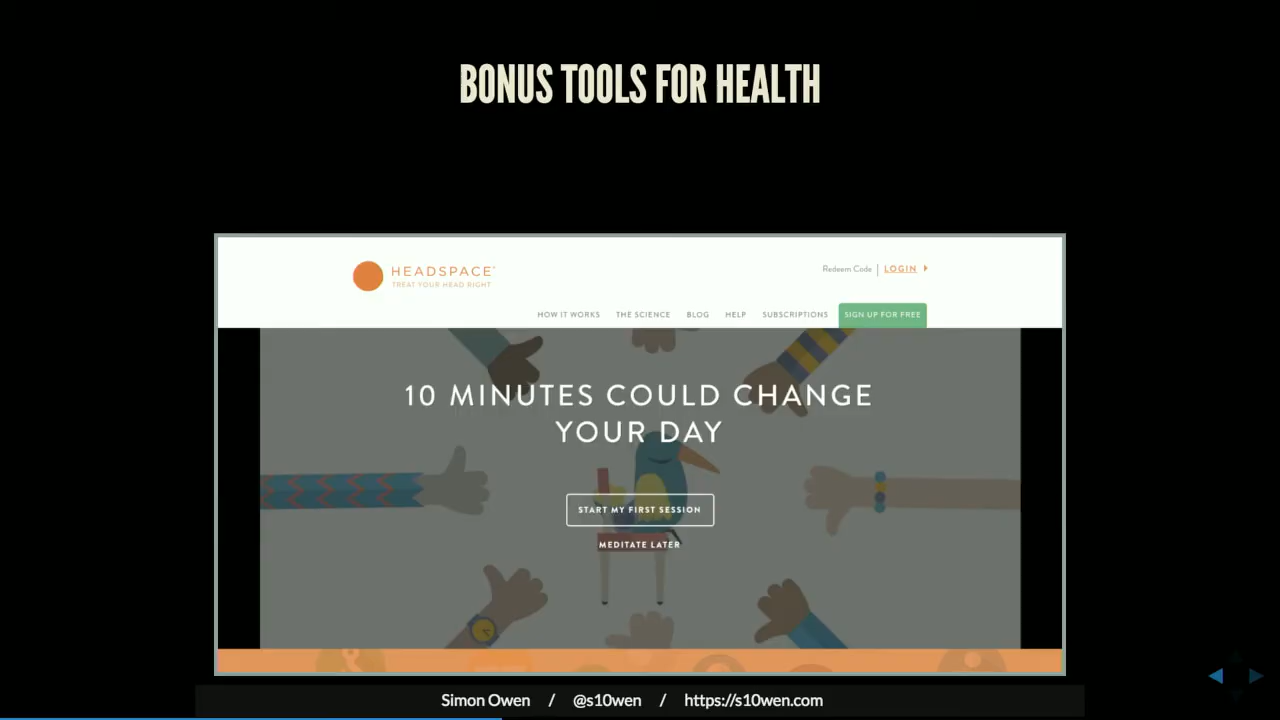 BONUS TOOLS FOR HEALTH
HEADSPACE
TREAT YOUR HEAD RIGHT
Redeem Code | LOGIN
HOW IT WORKS THE SCIENCE BLOG HELP SUBSCRIPTIONS SIGN UP FOR FREE
10 MINUTES COULD CHANGE
YOUR DAY
START MY FIRST SESSION
MEDITATE LATER
Simon Owen / @s10wen / https://s10wen.com